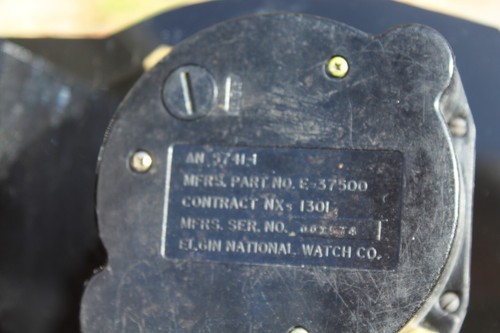 AN 5741-1
MFRS. PART NO. E-37500
CONTRACT NXs 1301
MFRS. SER. NO.
ELGIN NATIONAL WATCH CO.